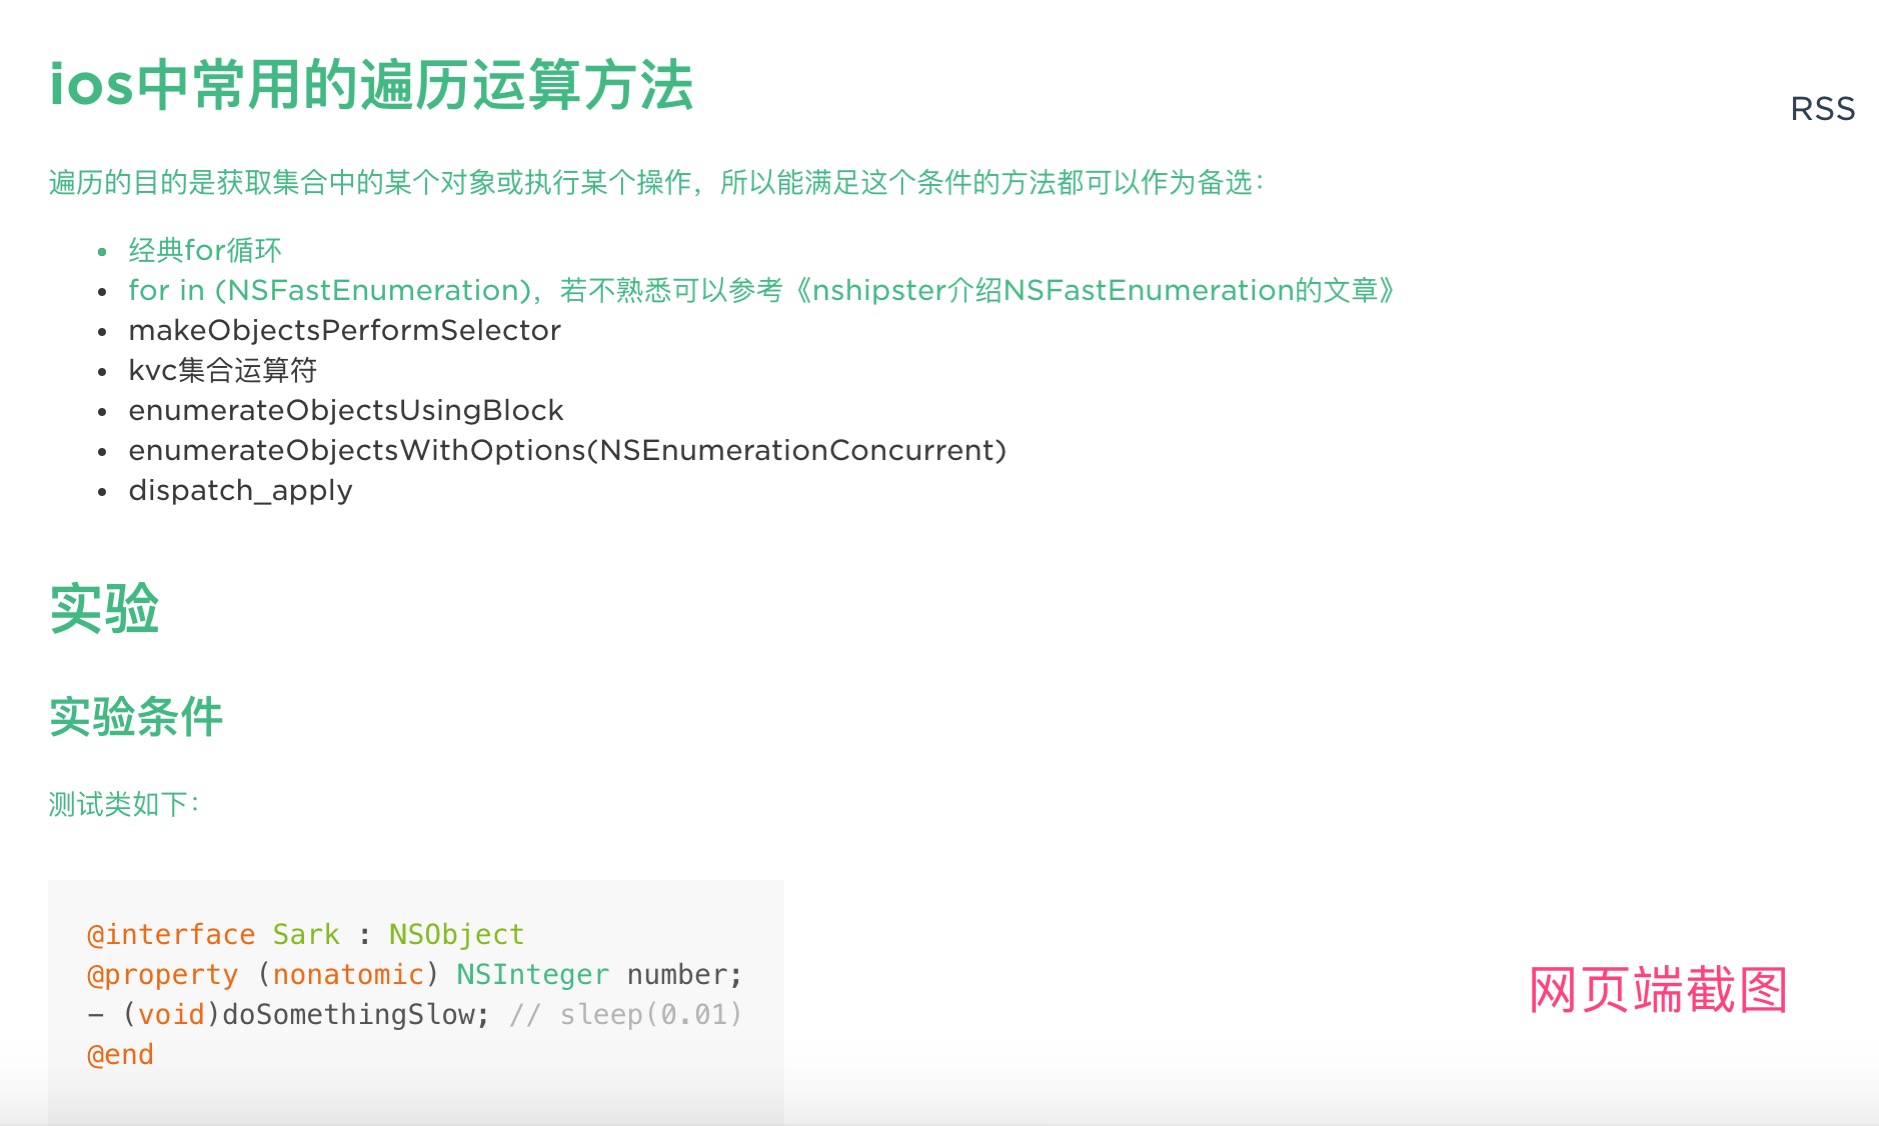 ios中常用的遍历运算方法
RSS
遍历的目的是获取集合中的某个对象或执行某个操作，所以能满足这个条件的方法都可以作为备选：
• 经典for循环
• for in (NSFastEnumeration)，若不熟悉可以参考《nshipster介绍NSFastEnumeration的文章》
• makeObjectsPerformSelector
• kvc集合运算符
• enumerateObjectsUsingBlock
• enumerateObjectsWithOptions(NSEnumerationConcurrent)
• dispatch_apply
实验
实验条件
测试类如下：
@interface Sark : NSObject
@property (nonatomic) NSInteger number;
- (void)doSomethingSlow; // sleep(0.01)
@end
网页端截图